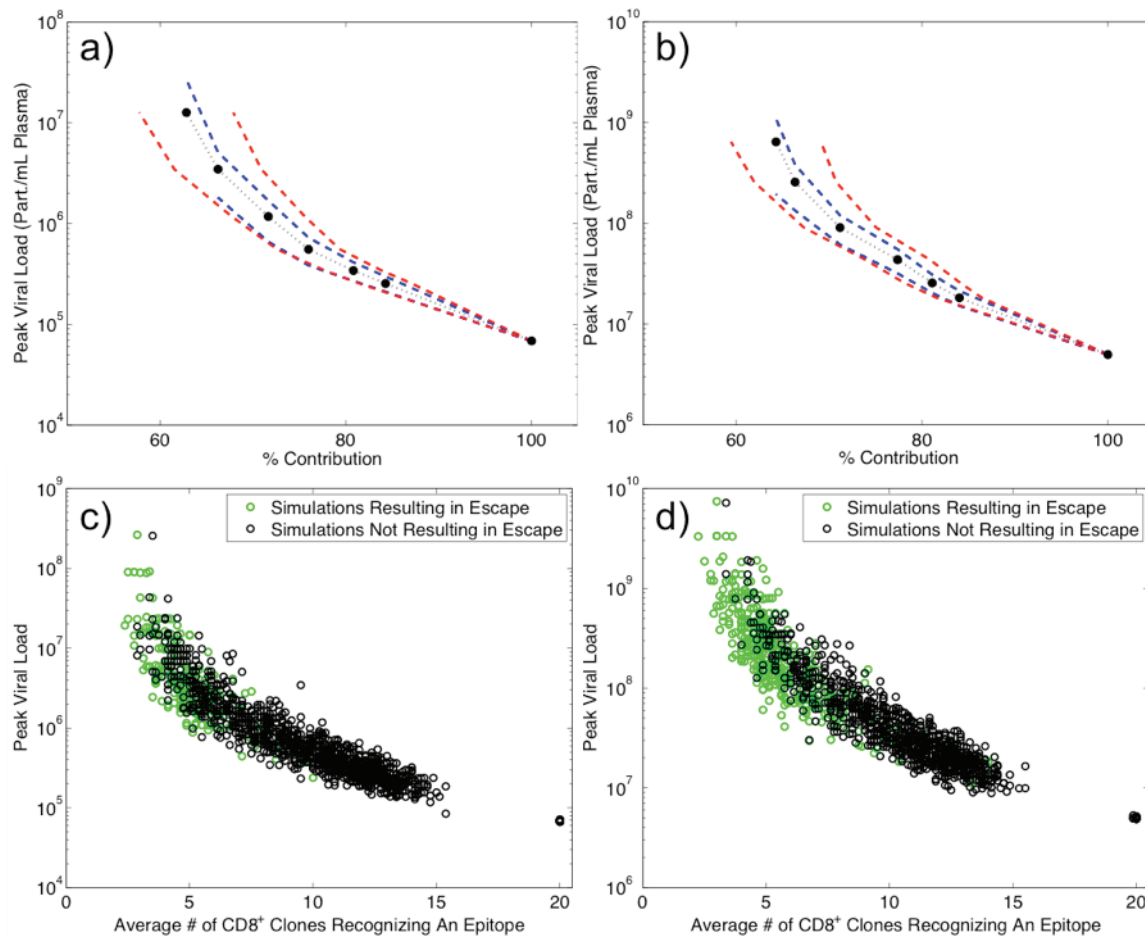 a)
10^8
10^7
10^6
10^5
10^4
Peak Viral Load (Part./mL Plasma)
60 80 100
% Contribution
b)
10^10
10^9
10^8
10^7
10^6
Peak Viral Load (Part./mL Plasma)
60 80 100
% Contribution
c)
Simulations Resulting in Escape
Simulations Not Resulting in Escape
10^9
10^8
10^7
10^6
10^5
10^4
Peak Viral Load
0 5 10 15 20
Average # of CD8⁺ Clones Recognizing An Epitope
d)
Simulations Resulting in Escape
Simulations Not Resulting in Escape
10^10
10^9
10^8
10^7
10^6
Peak Viral Load
0 5 10 15 20
Average # of CD8⁺ Clones Recognizing An Epitope